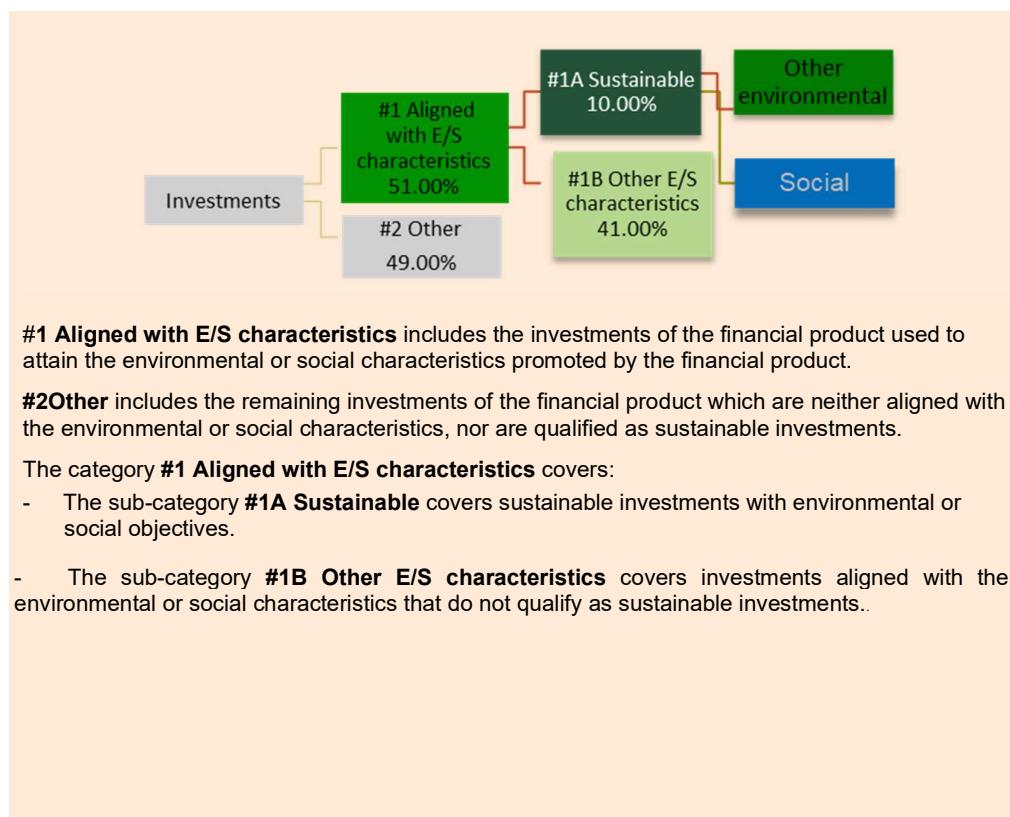 Investments
#1 Aligned
with E/S
characteristics
51.00%
#2 Other
49.00%
#1A Sustainable
10.00%
#1B Other E/S
characteristics
41.00%
Other
environmental
Social
#1 Aligned with E/S characteristics includes the investments of the financial product used to
attain the environmental or social characteristics promoted by the financial product.
#2Other includes the remaining investments of the financial product which are neither aligned with
the environmental or social characteristics, nor are qualified as sustainable investments.
The category #1 Aligned with E/S characteristics covers:
- The sub-category #1A Sustainable covers sustainable investments with environmental or
social objectives.
- The sub-category #1B Other E/S characteristics covers investments aligned with the
environmental or social characteristics that do not qualify as sustainable investments..